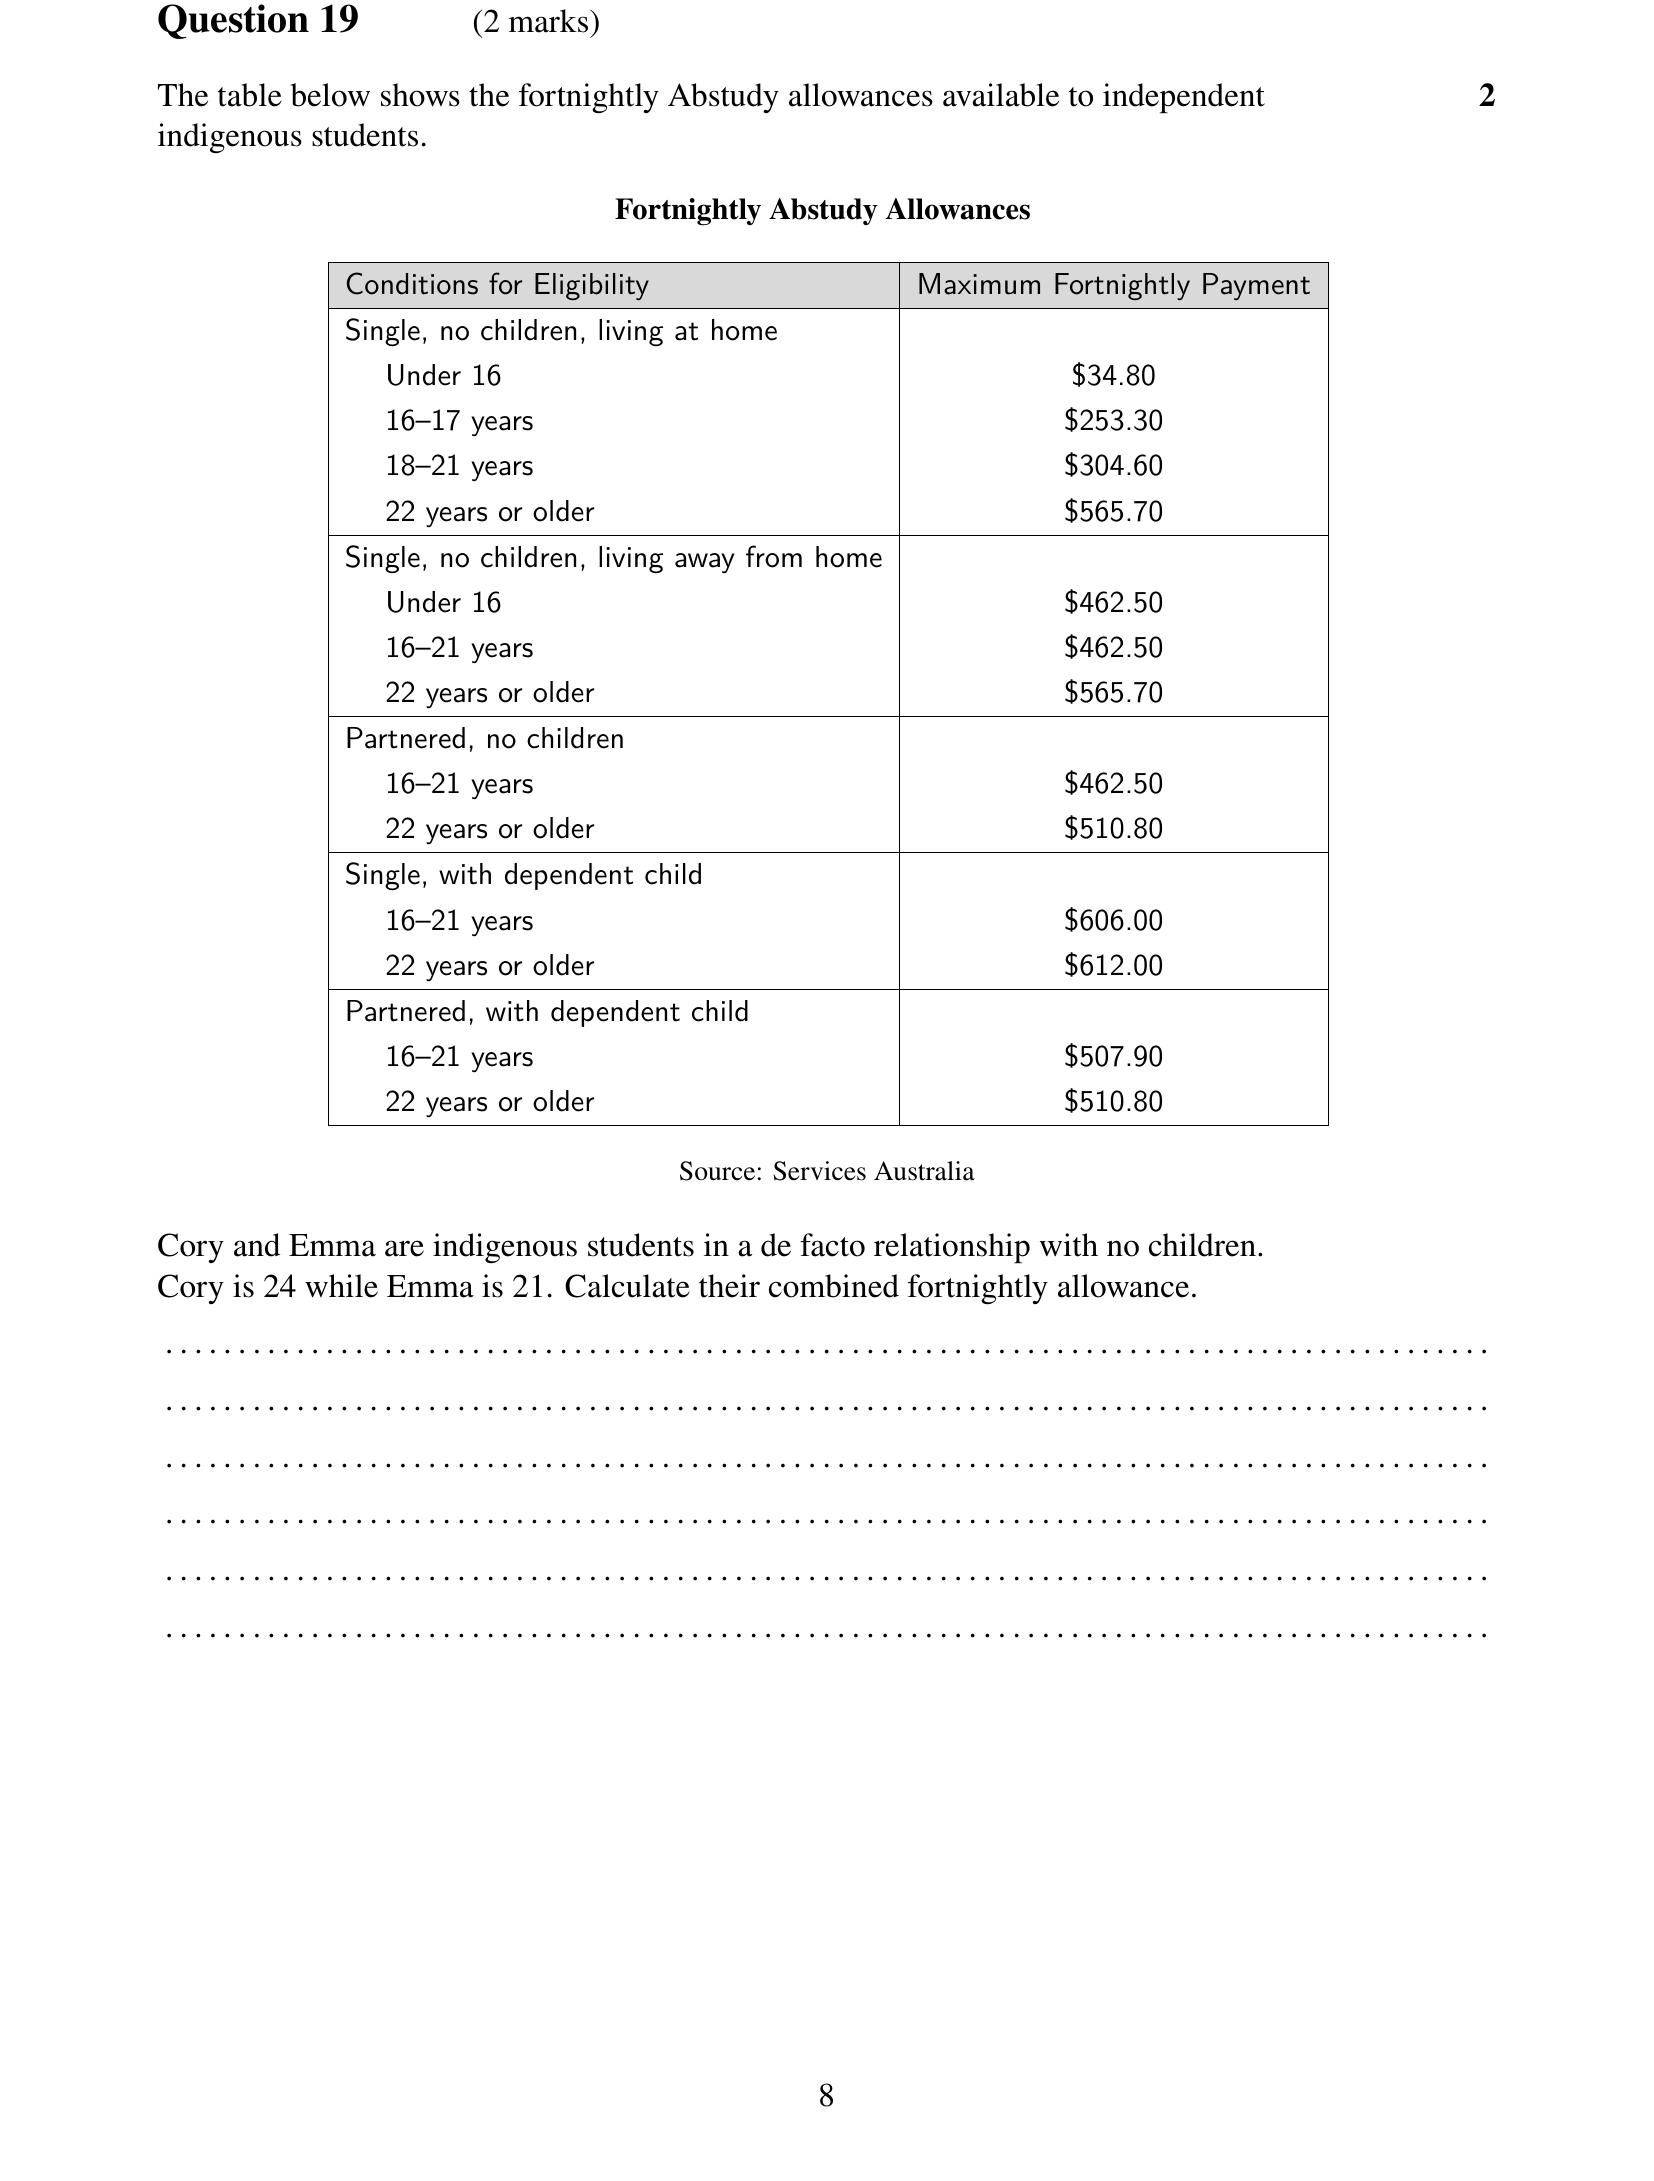 Question 19 (2 marks)
The table below shows the fortnightly Abstudy allowances available to independent 2
indigenous students.
Fortnightly Abstudy Allowances
Conditions for Eligibility Maximum Fortnightly Payment
Single, no children, living at home
Under 16 $34.80
16–17 years $253.30
18–21 years $304.60
22 years or older $565.70
Single, no children, living away from home
Under 16 $462.50
16–21 years $462.50
22 years or older $565.70
Partnered, no children
16–21 years $462.50
22 years or older $510.80
Single, with dependent child
16–21 years $606.00
22 years or older $612.00
Partnered, with dependent child
16–21 years $507.90
22 years or older $510.80
Source: Services Australia
Cory and Emma are indigenous students in a de facto relationship with no children.
Cory is 24 while Emma is 21. Calculate their combined fortnightly allowance.
8